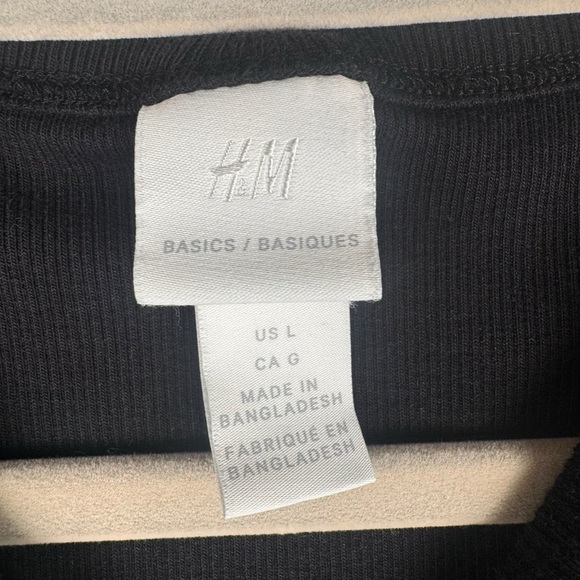 H&M
BASICS / BASIQUES
US L
CA G
MADE IN
BANGLADESH
FABRIQUÉ EN
BANGLADESH